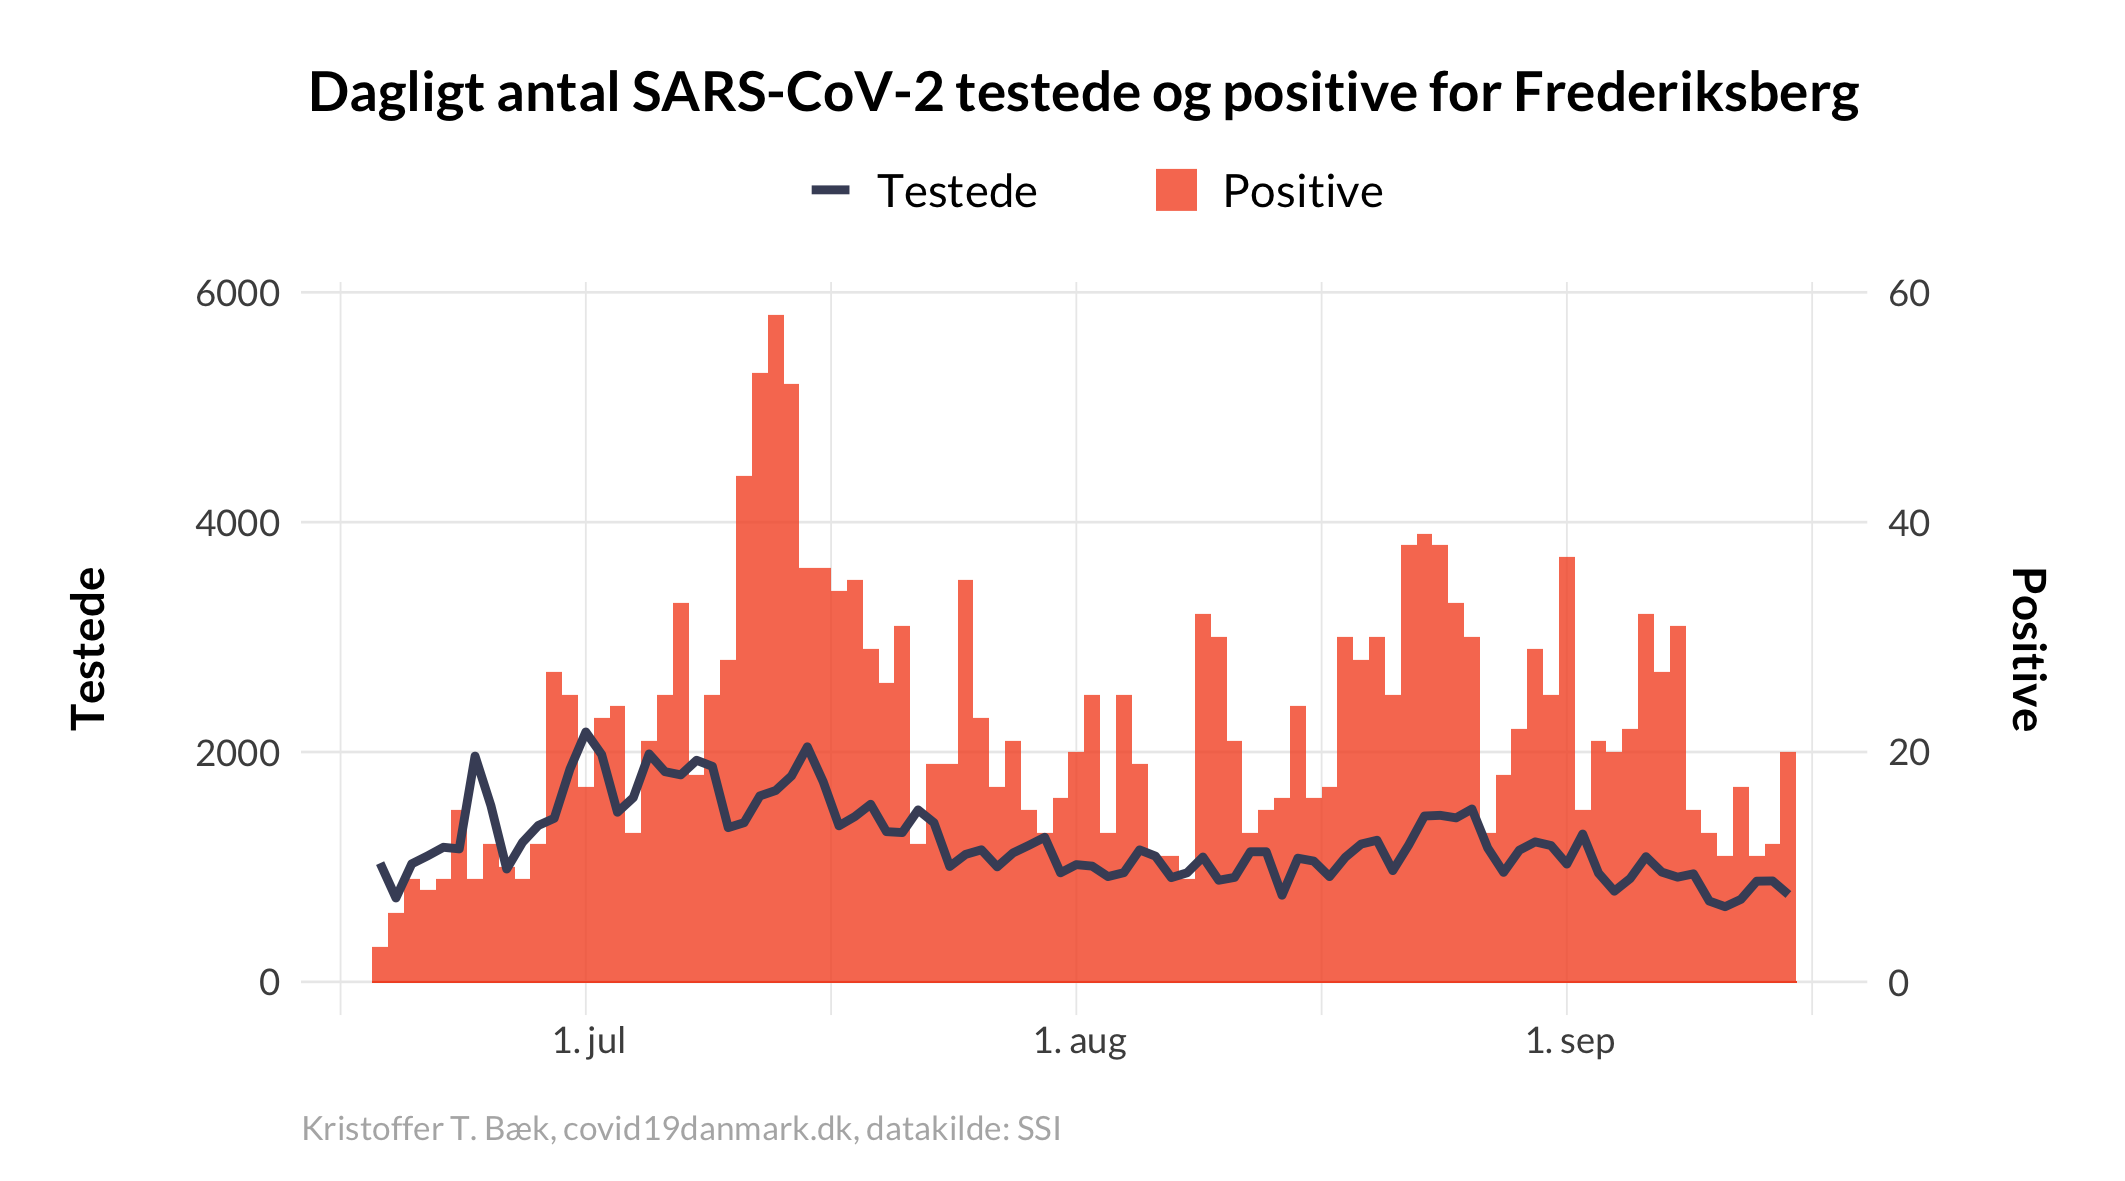 Dagligt antal SARS-CoV-2 testede og positive for Frederiksberg
Testede
Positive
6000
4000
2000
0
Testede
60
40
20
0
Positive
1. jul
1. aug
1. sep
Kristoffer T. Bæk, covid19danmark.dk, datakilde: SSI